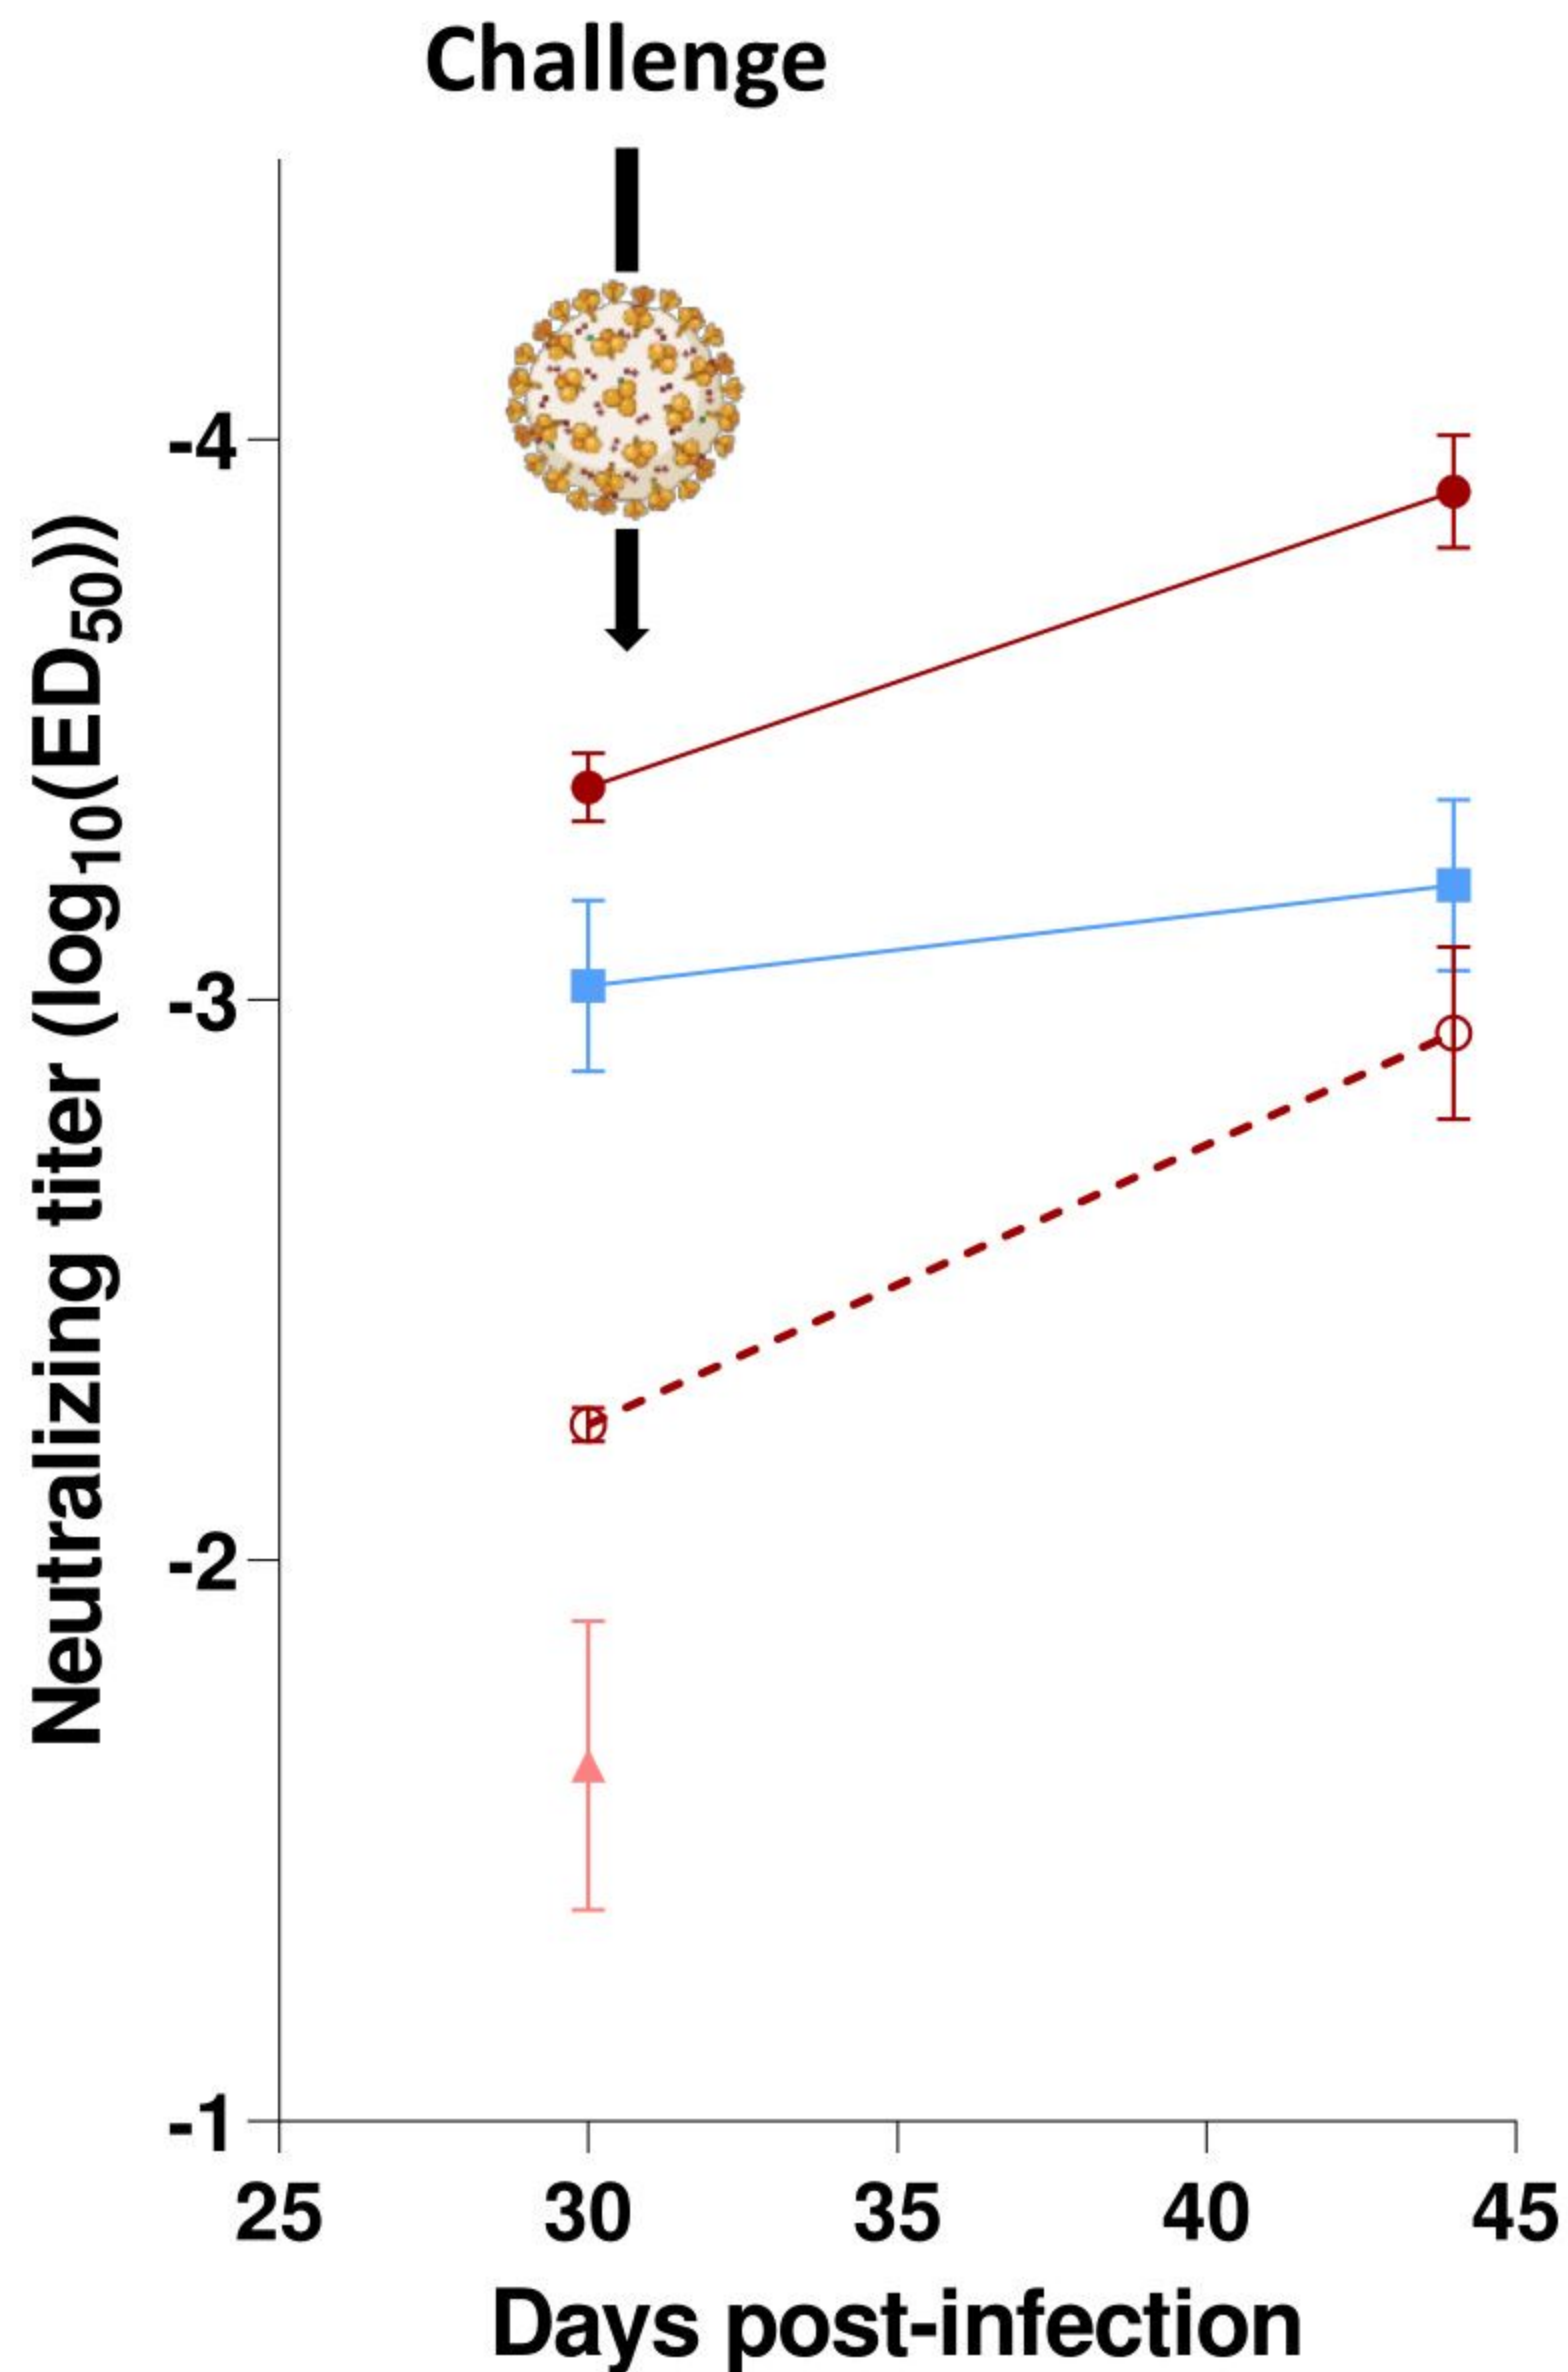 Challenge
Neutralizing titer (log10(ED50))
-4
-3
-2
-1
25 30 35 40 45
Days post-infection